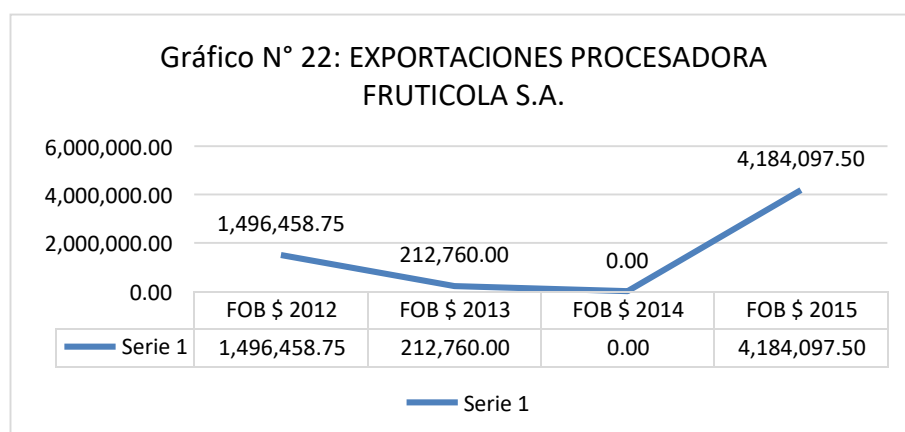 Gráfico N° 22: EXPORTACIONES PROCESADORA
FRUTICOLA S.A.
6,000,000.00
4,000,000.00
2,000,000.00
0.00
1,496,458.75
212,760.00
0.00
4,184,097.50
FOB $ 2012 FOB $ 2013 FOB $ 2014 FOB $ 2015
Serie 1 1,496,458.75 212,760.00 0.00 4,184,097.50
Serie 1